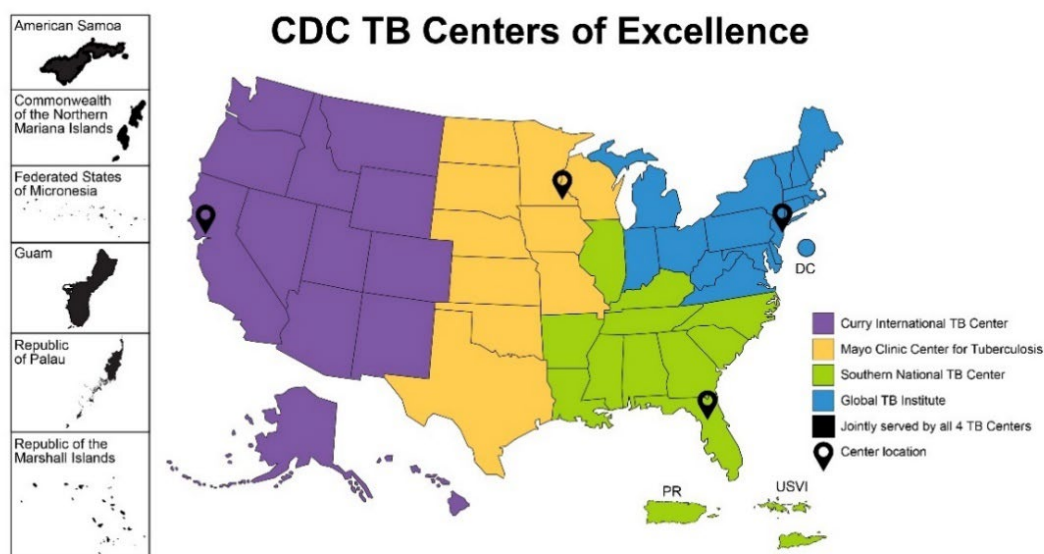 CDC TB Centers of Excellence
American Samoa
Commonwealth
of the Northern
Mariana Islands
Federated States
of Micronesia
Guam
Republic
of Palau
Republic of the
Marshall Islands
DC
Curry International TB Center
Mayo Clinic Center for Tuberculosis
Southern National TB Center
Global TB Institute
Jointly served by all 4 TB Centers
Center location
PR
USVI